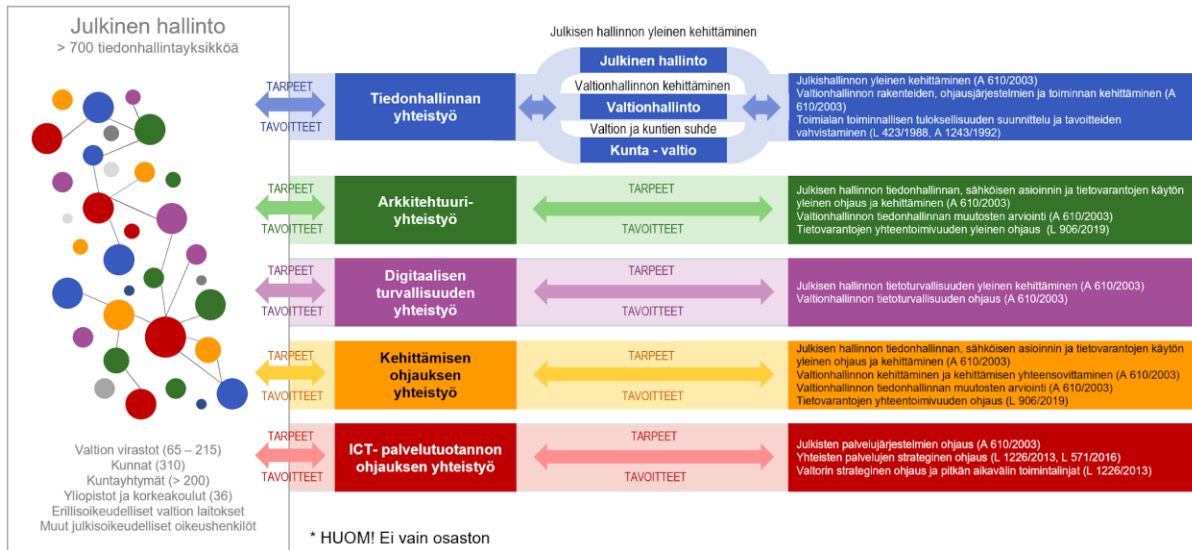 Julkinen hallinto
> 700 tiedonhallintayksikköä
Valtion virastot (65 – 215)
Kunnat (310)
Kuntayhtymät (> 200)
Yliopistot ja korkeakoulut (36)
Erillisoikeudelliset valtion laitokset
Muut julkisoikeudelliset oikeushenkilöt
TARPEET
TAVOITTEET
Tiedonhallinnan
yhteistyö
Julkisen hallinnon yleinen kehittäminen
Julkinen hallinto
Valtionhallinnon kehittäminen
Valtionhallinto
Valtion ja kuntien suhde
Kunta - valtio
Julkishallinnon yleinen kehittäminen (A 610/2003)
Valtionhallinnon rakenteiden, ohjausjärjestelmien ja toiminnan kehittäminen (A
610/2003)
Toimialan toiminnallisen tuloksellisuuden suunnittelu ja tavoitteiden
vahvistaminen (L 423/1988, A 1243/1992)
TARPEET
TAVOITTEET
Arkkitehtuuri-
yhteistyö
TARPEET
TAVOITTEET
Julkisen hallinnon tiedonhallinnan, sähköisen asioinnin ja tietovarantojen käytön
yleinen ohjaus ja kehittäminen (A 610/2003)
Valtionhallinnon tiedonhallinnan muutosten arviointi (A 610/2003)
Tietovarantojen yhteentoimivuuden yleinen ohjaus (L 906/2019)
TARPEET
TAVOITTEET
Digitaalisen
turvallisuuden
yhteistyö
TARPEET
TAVOITTEET
Julkisen hallinnon tietoturvallisuuden yleinen kehittäminen (A 610/2003)
Valtionhallinnon tietoturvallisuuden ohjaus (A 610/2003)
TARPEET
TAVOITTEET
Kehittämisen
ohjauksen
yhteistyö
TARPEET
TAVOITTEET
Julkisen hallinnon tiedonhallinnan, sähköisen asioinnin ja tietovarantojen käytön
yleinen ohjaus ja kehittäminen (A 610/2003)
Valtionhallinnon kehittäminen ja kehittämisen yhteensovittaminen (A 610/2003)
Valtionhallinnon tiedonhallinnan muutosten arviointi (A 610/2003)
Tietovarantojen yhteentoimivuuden ohjaus (L 906/2019)
TARPEET
TAVOITTEET
ICT- palvelutuotannon
ohjauksen yhteistyö
TARPEET
TAVOITTEET
Julkisten palvelujärjestelmien ohjaus (A 610/2003)
Yhteisten palvelujen strateginen ohjaus (L 1226/2013, L 571/2016)
Valtorin strateginen ohjaus ja pitkän aikavälin toimintalinjat (L 1226/2013)
* HUOM! Ei vain osaston